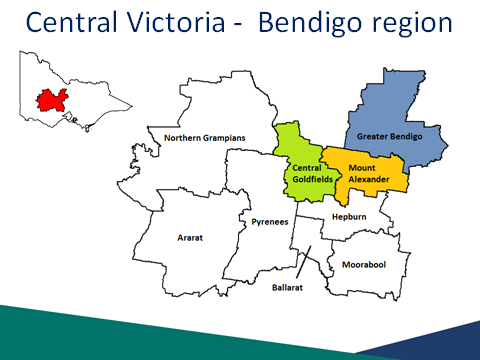 Central Victoria - Bendigo region
Greater Bendigo
Northern Grampians
Central
Goldfields
Mount
Alexander
Hepburn
Pyrenees
Ararat
Moorabool
Ballarat